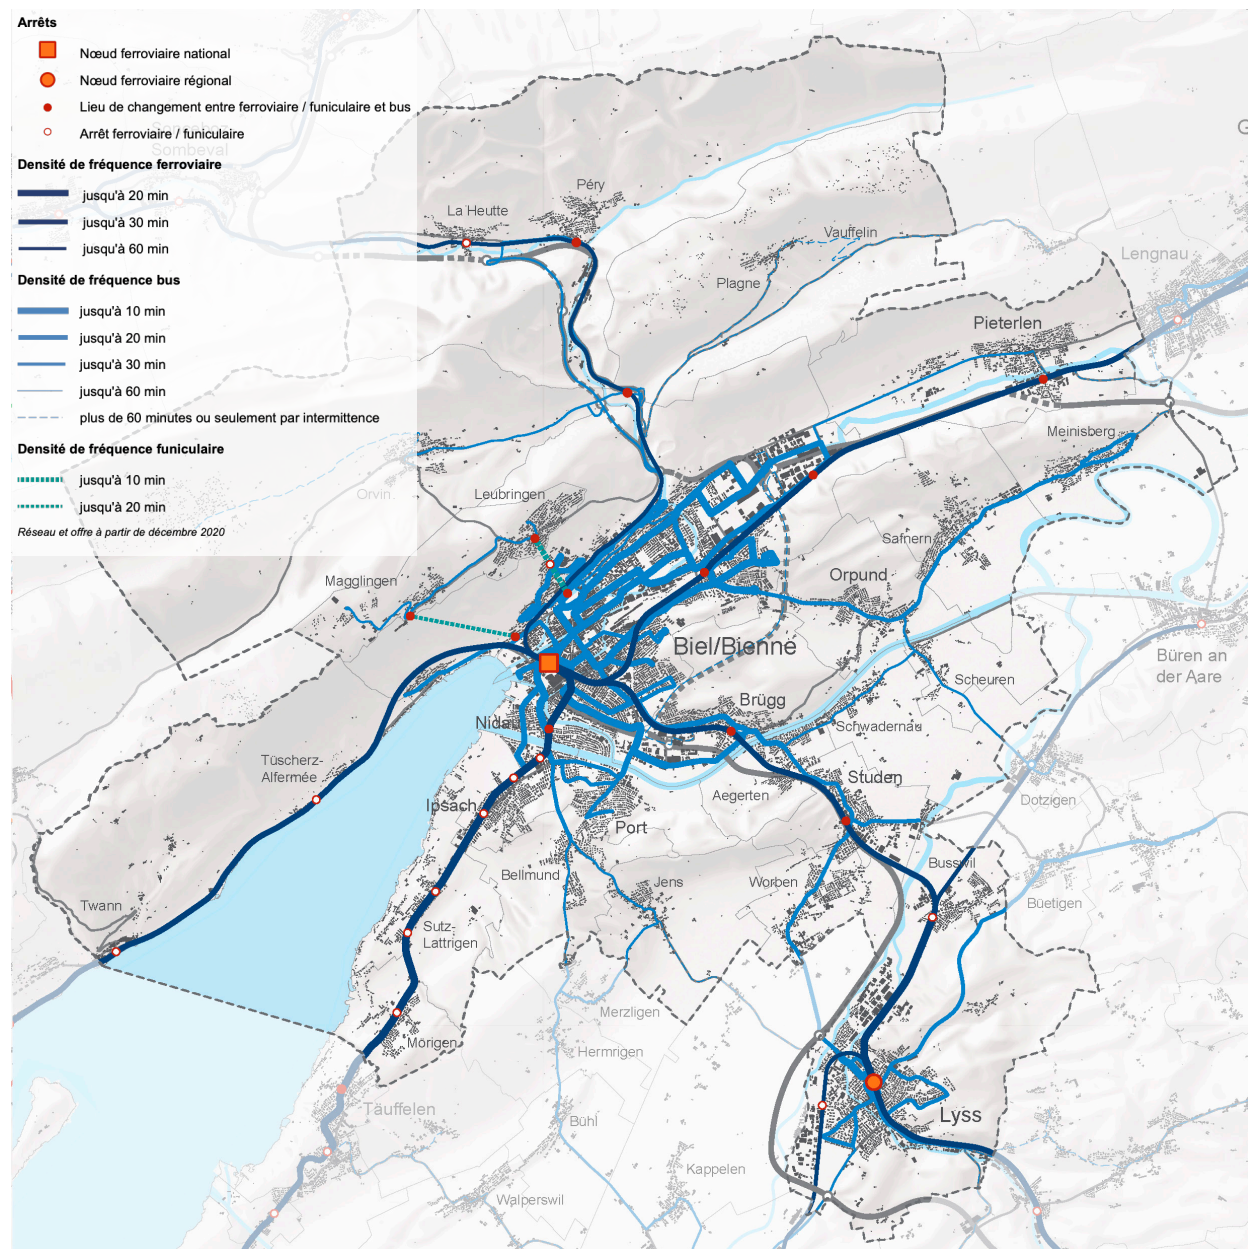 Arrêts
Nœud ferroviaire national
Nœud ferroviaire régional
Lieu de changement entre ferroviaire / funiculaire et bus
Arrêt ferroviaire / funiculaire
Sombeval
Densité de fréquence ferroviaire
jusqu'à 20 min
jusqu'à 30 min
jusqu'à 60 min
Densité de fréquence bus
jusqu'à 10 min
jusqu'à 20 min
jusqu'à 30 min
jusqu'à 60 min
plus de 60 minutes ou seulement par intermittence
Densité de fréquence funiculaire
jusqu'à 10 min
jusqu'à 20 min
Réseau et offre à partir de décembre 2020
Péry
La Heutte
Vauffelin
Plagne
Lengnau
Pieterlen
Meinisberg
Orvin
Leubringen
Safnern
Magglingen
Orpund
Biel/Bienne
Büren an
der Aare
Scheuren
Brügg
Nidau
Schwadernau
Tüscherz-
Alfermée
Studen
Aegerten
Dotzigen
Ipsach
Port
Busswil
Bellmund
Jens
Worben
Büetigen
Twann
Sutz-
Lattrigen
Merzligen
Mörigen
Hermrigen
Täuffelen
Bühl
Lyss
Kappelen
Walperswil